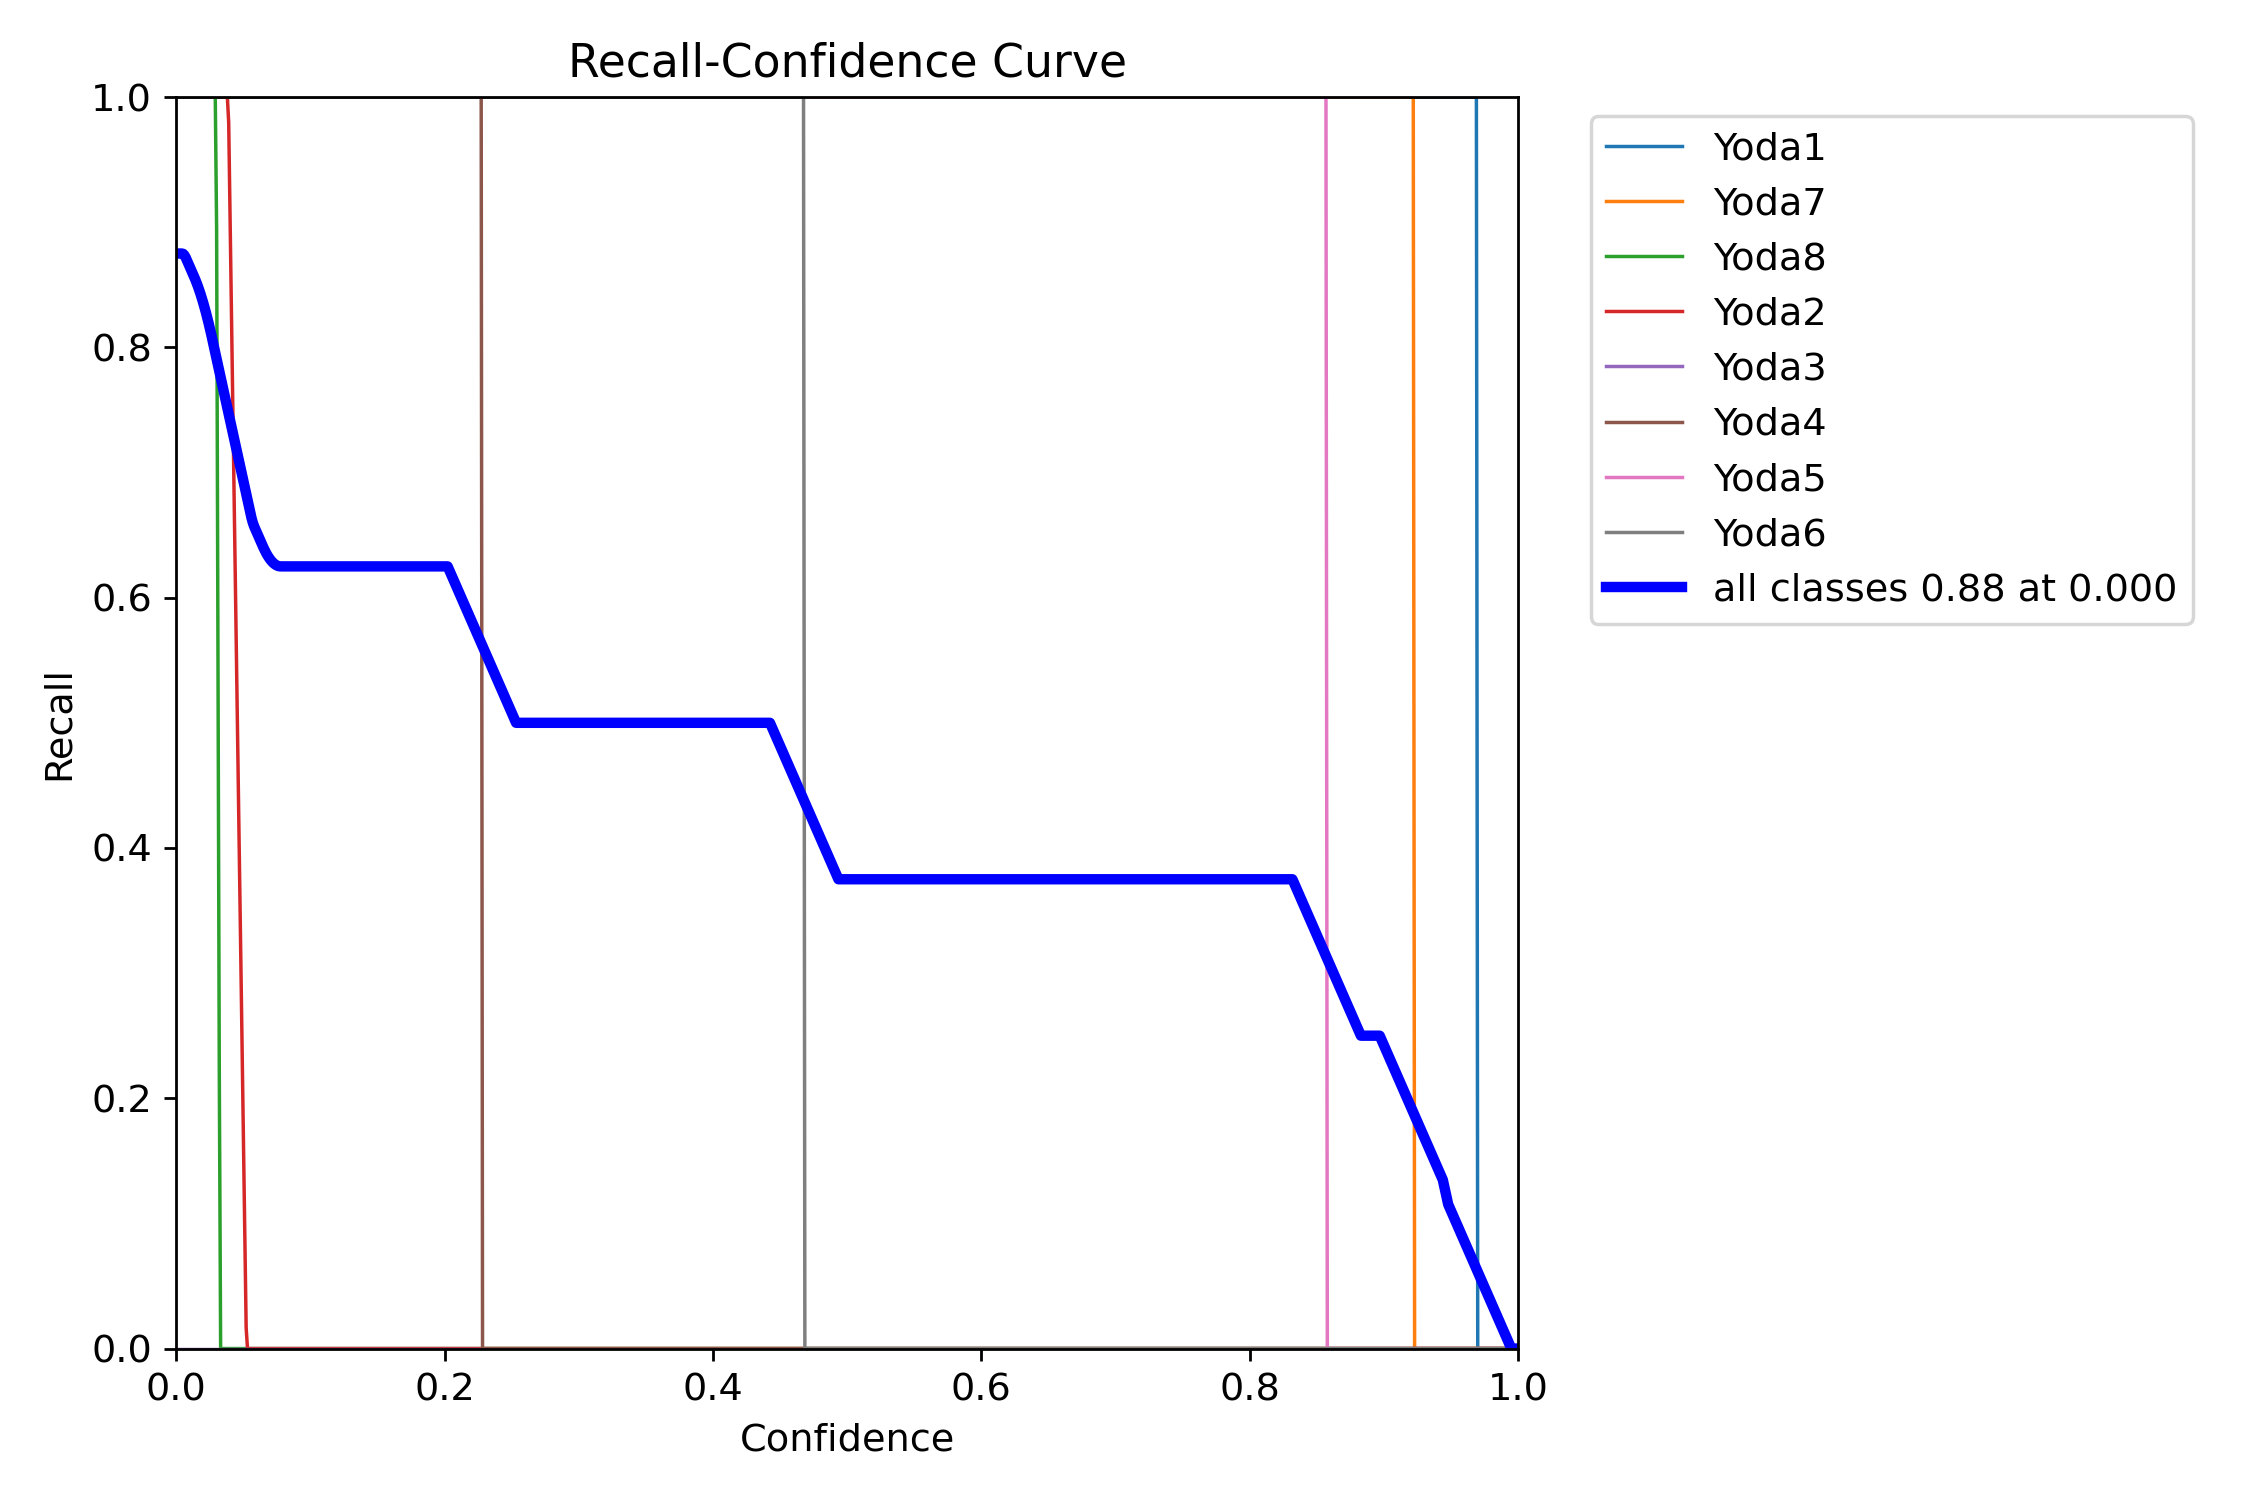 Recall-Confidence Curve
1.0
0.8
0.6
0.4
0.2
0.0
Recall
0.0 0.2 0.4 0.6 0.8 1.0
Confidence
Yoda1
Yoda7
Yoda8
Yoda2
Yoda3
Yoda4
Yoda5
Yoda6
all classes 0.88 at 0.000